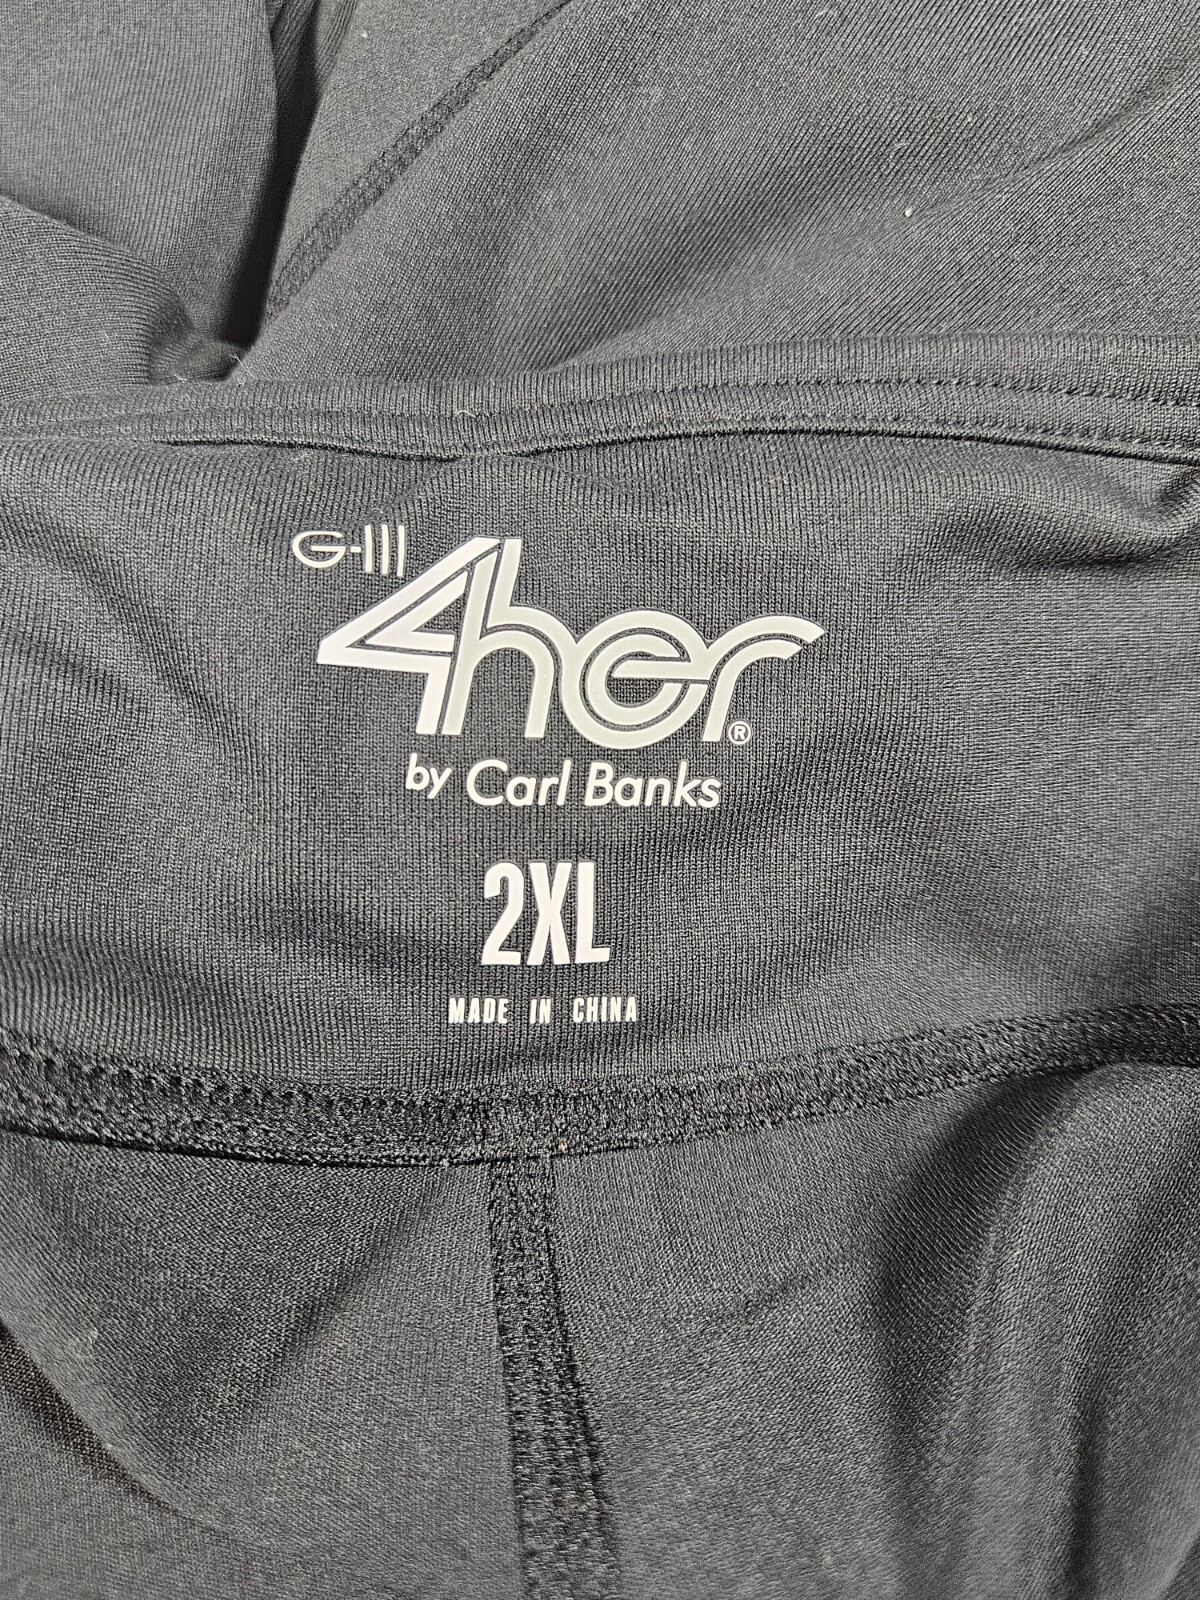 G-III
4her®
by Carl Banks
2XL
MADE IN CHINA